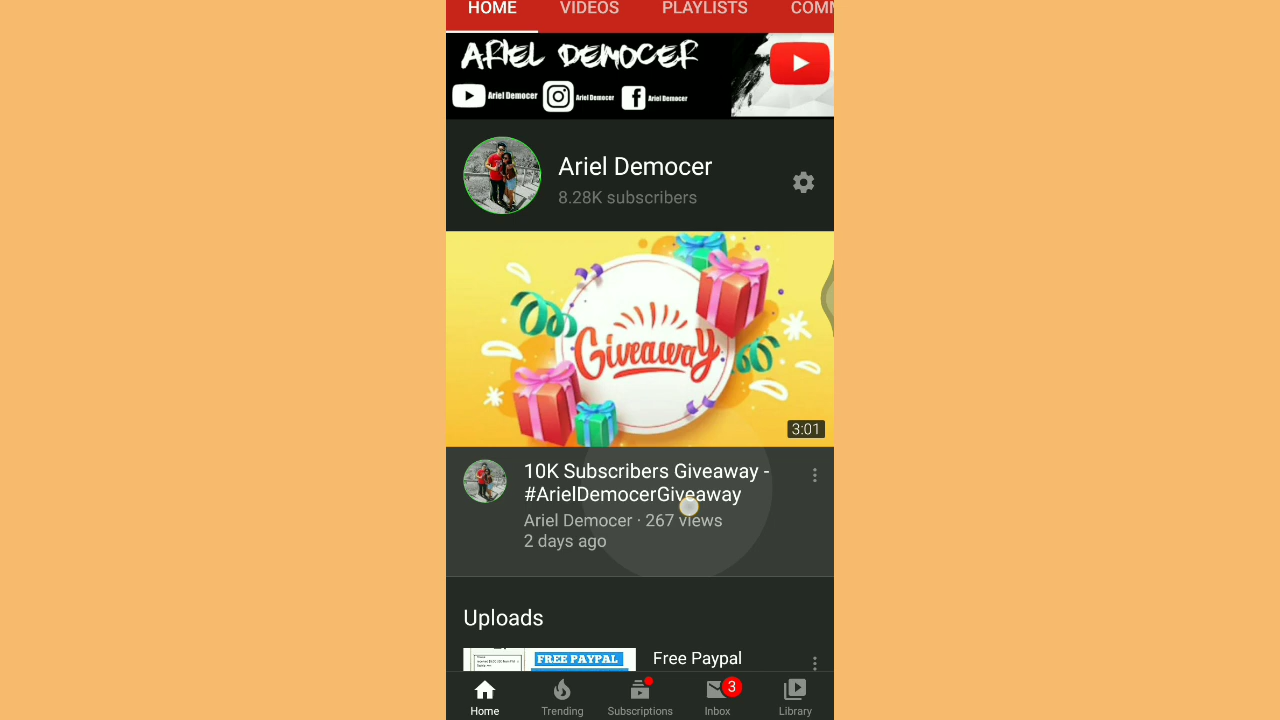 HOME VIDEOS PLAYLISTS COMM
ARIEL DEMOCER
Ariel Democer Ariel Democer Ariel Democer
Ariel Democer
8.28K subscribers
Giveaway
3:01
10K Subscribers Giveaway -
#ArielDemocerGiveaway
Ariel Democer · 267 views
2 days ago
Uploads
FREE PAYPAL
Free Paypal
3
Home Trending Subscriptions Inbox Library